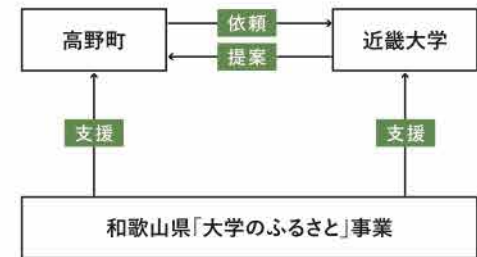 依頼
高野町
近畿大学
提案
支援
支援
和歌山県「大学のふるさと」事業